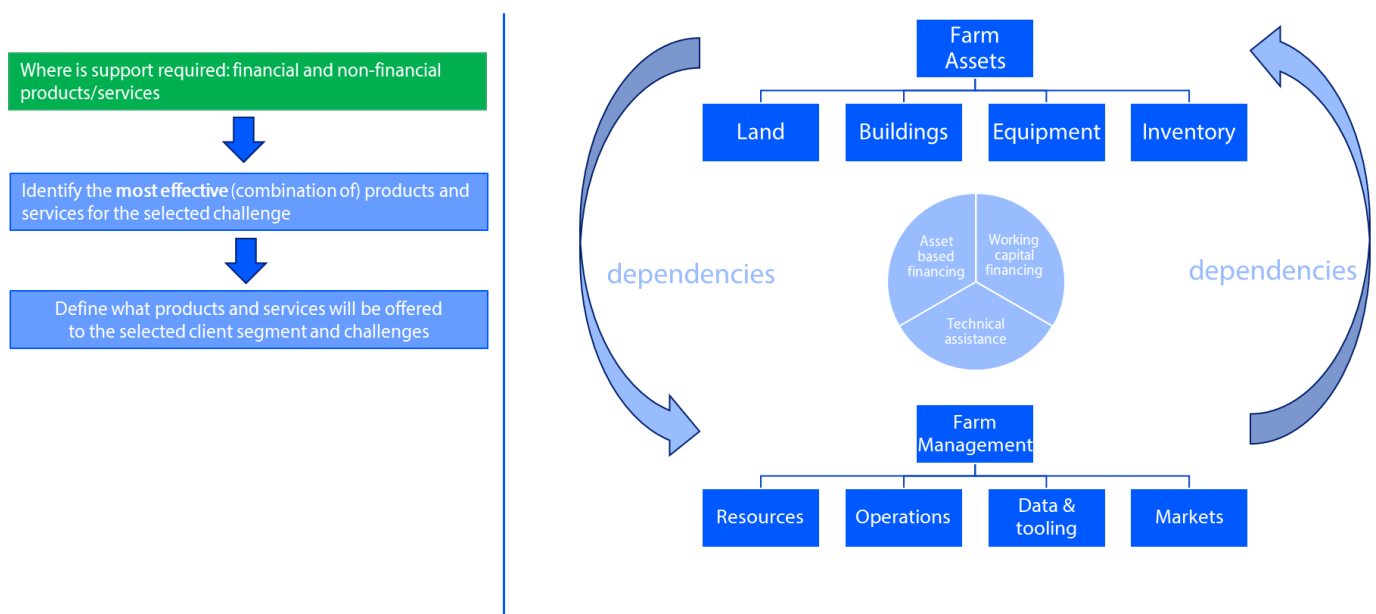 Where is support required: financial and non-financial
products/services
Identify the most effective (combination of) products and
services for the selected challenge
Define what products and services will be offered
to the selected client segment and challenges
Farm
Assets
Land
Buildings
Equipment
Inventory
dependencies
Asset
based
financing
Working
capital
financing
Technical
assistance
dependencies
Farm
Management
Resources
Operations
Data &
tooling
Markets